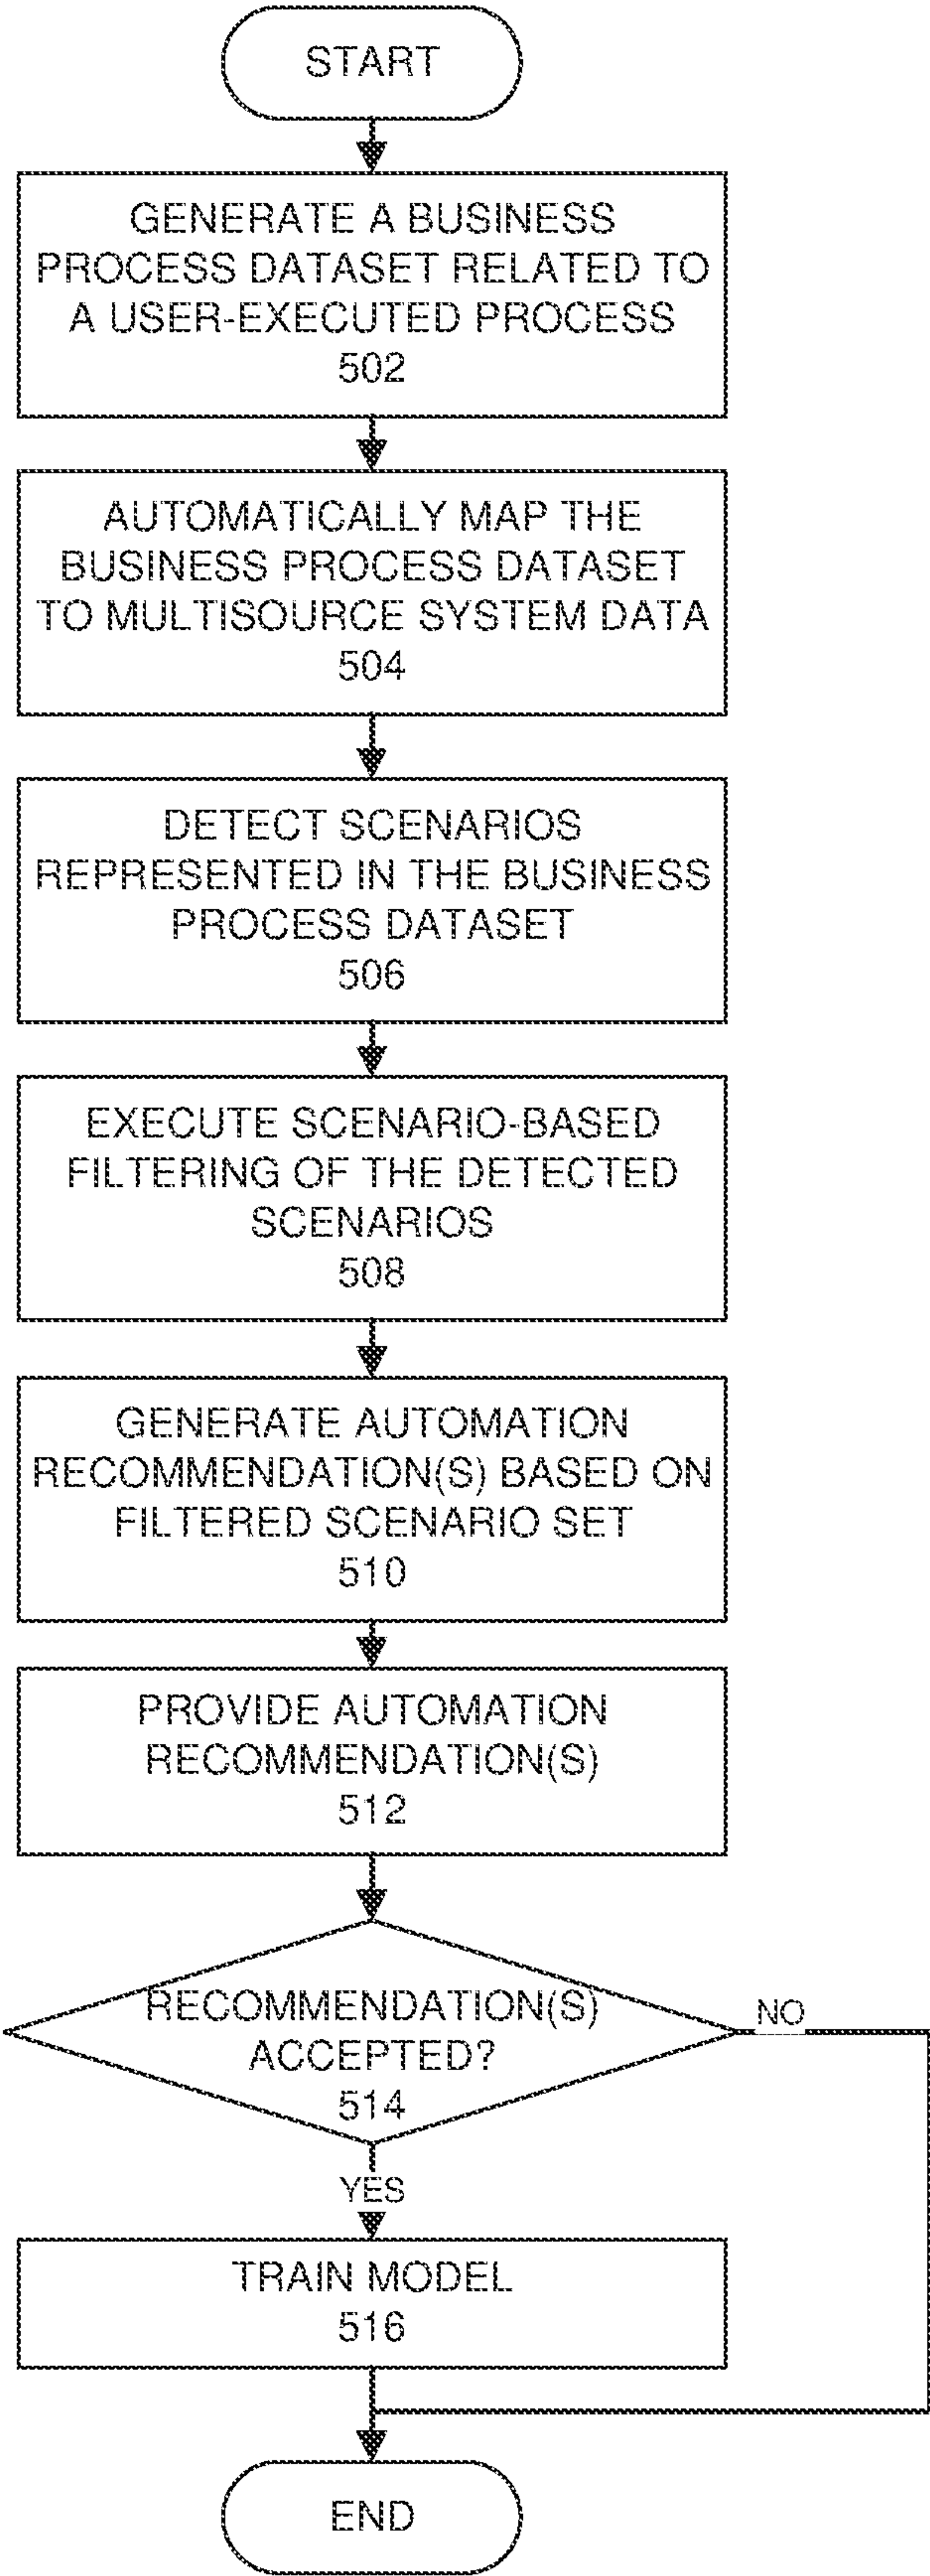 START
GENERATE A BUSINESS
PROCESS DATASET RELATED TO
A USER-EXECUTED PROCESS
502
AUTOMATICALLY MAP THE
BUSINESS PROCESS DATASET
TO MULTISOURCE SYSTEM DATA
504
DETECT SCENARIOS
REPRESENTED IN THE BUSINESS
PROCESS DATASET
506
EXECUTE SCENARIO-BASED
FILTERING OF THE DETECTED
SCENARIOS
508
GENERATE AUTOMATION
RECOMMENDATION(S) BASED ON
FILTERED SCENARIO SET
510
PROVIDE AUTOMATION
RECOMMENDATION(S)
512
RECOMMENDATION(S)
ACCEPTED?
514
NO
YES
TRAIN MODEL
516
END